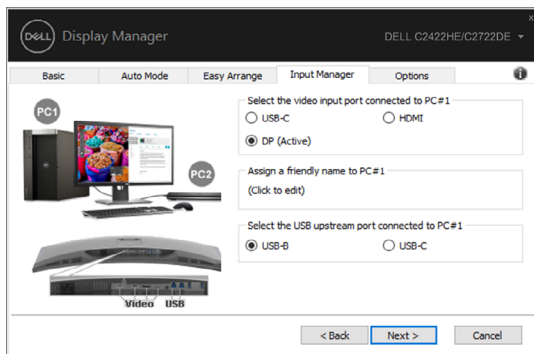 DELL Display Manager
DELL C2422HE/C2722DE
x
Basic
Auto Mode
Easy Arrange
Input Manager
Options
i
PC1
PC2
Video USB
Select the video input port connected to PC#1
USB-C
HDMI
DP (Active)
Assign a friendly name to PC#1
(Click to edit)
Select the USB upstream port connected to PC#1
USB-B
USB-C
< Back
Next >
Cancel